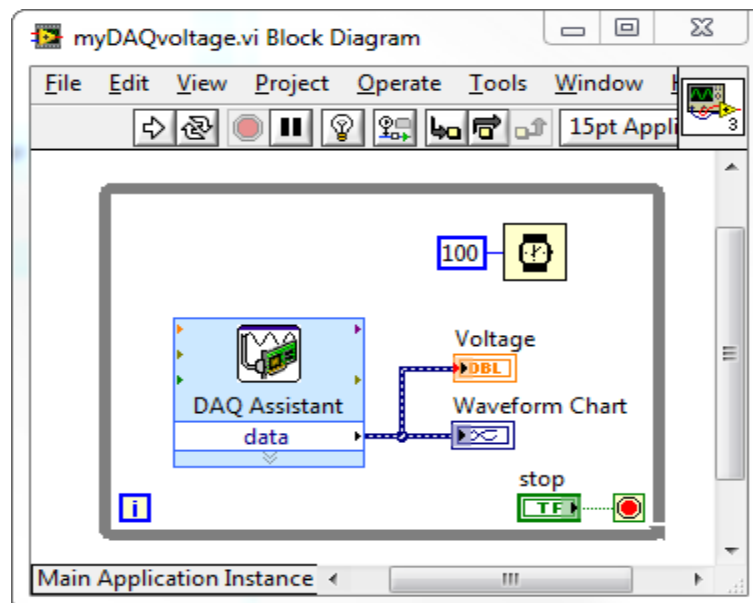 myDAQvoltage.vi Block Diagram
File Edit View Project Operate Tools Window
15pt Appli
3
100
Voltage
DBL
DAQ Assistant
Waveform Chart
data
stop
TF
i
Main Application Instance